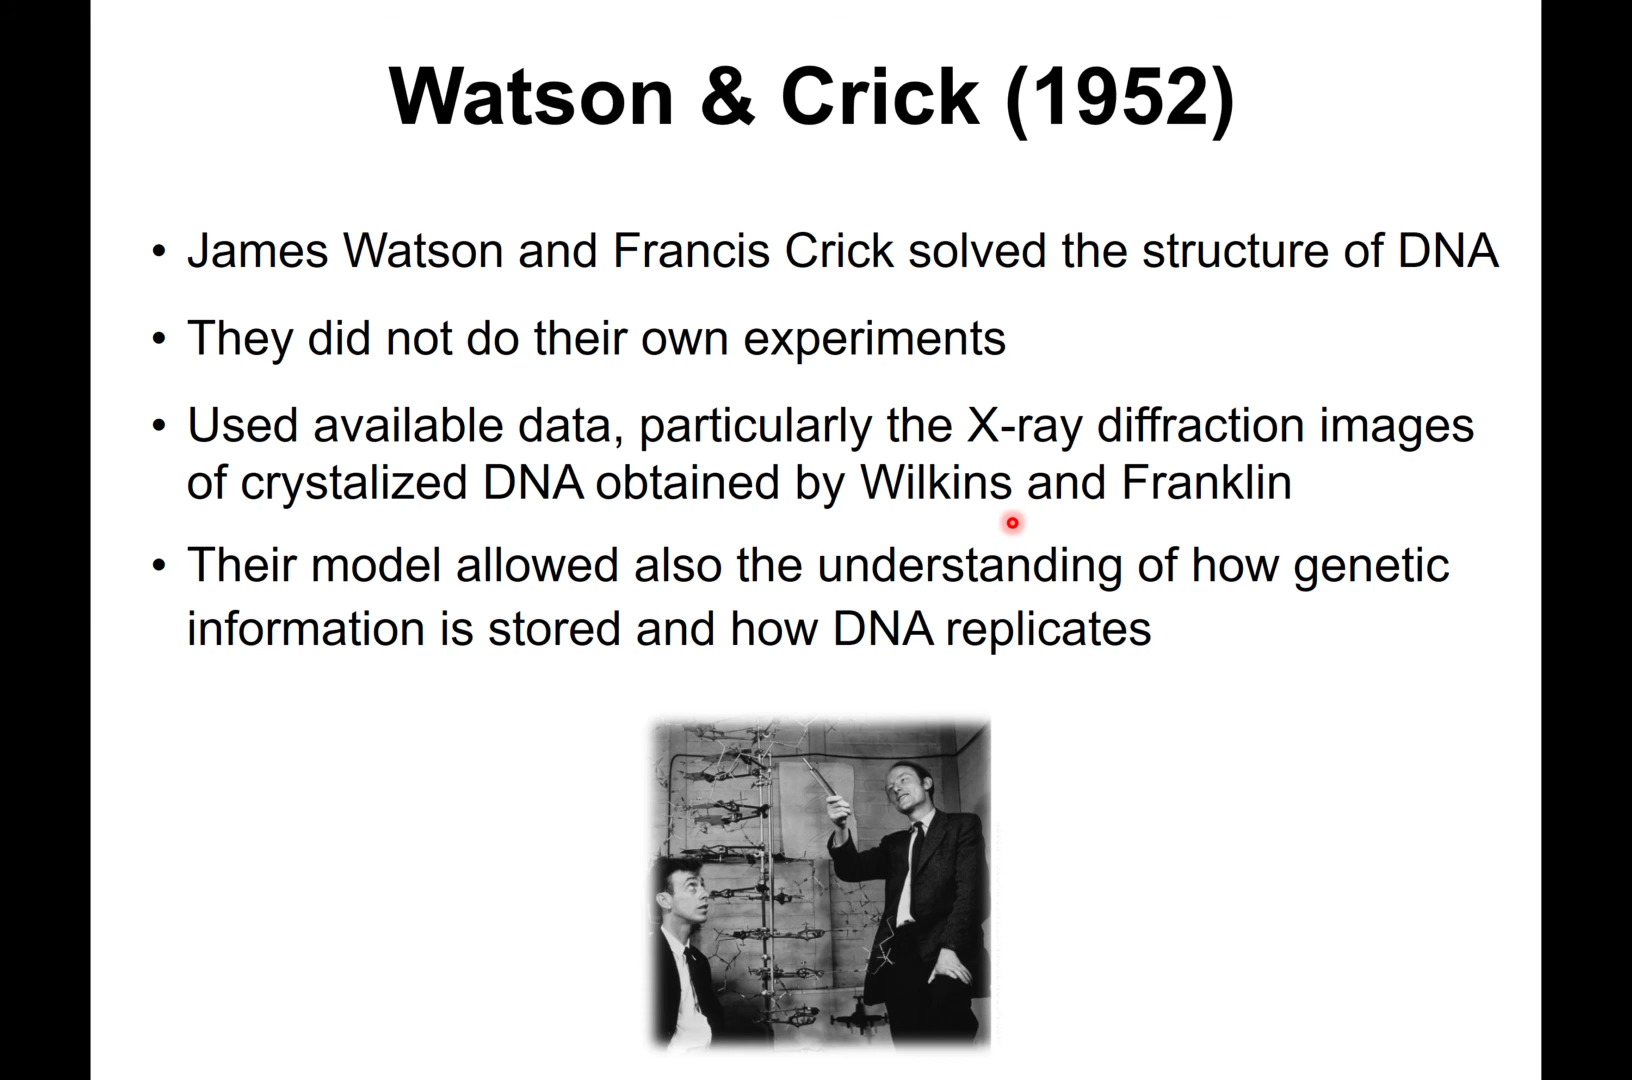 Watson & Crick (1952)
• James Watson and Francis Crick solved the structure of DNA
• They did not do their own experiments
• Used available data, particularly the X-ray diffraction images
of crystalized DNA obtained by Wilkins and Franklin
• Their model allowed also the understanding of how genetic
information is stored and how DNA replicates